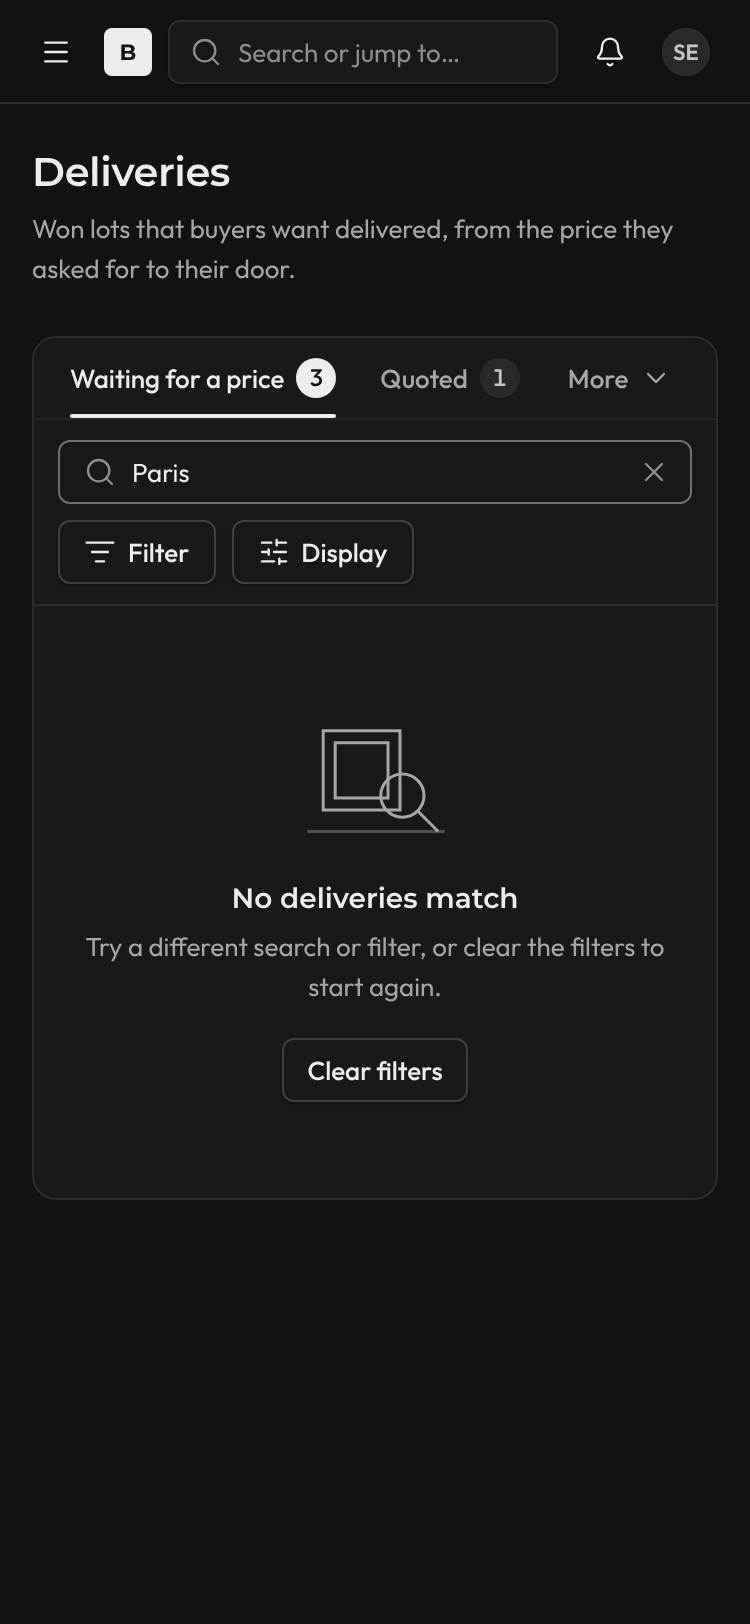 B
Search or jump to...
SE
Deliveries
Won lots that buyers want delivered, from the price they
asked for to their door.
Waiting for a price 3
Quoted 1
More
Paris
Filter
Display
No deliveries match
Try a different search or filter, or clear the filters to
start again.
Clear filters